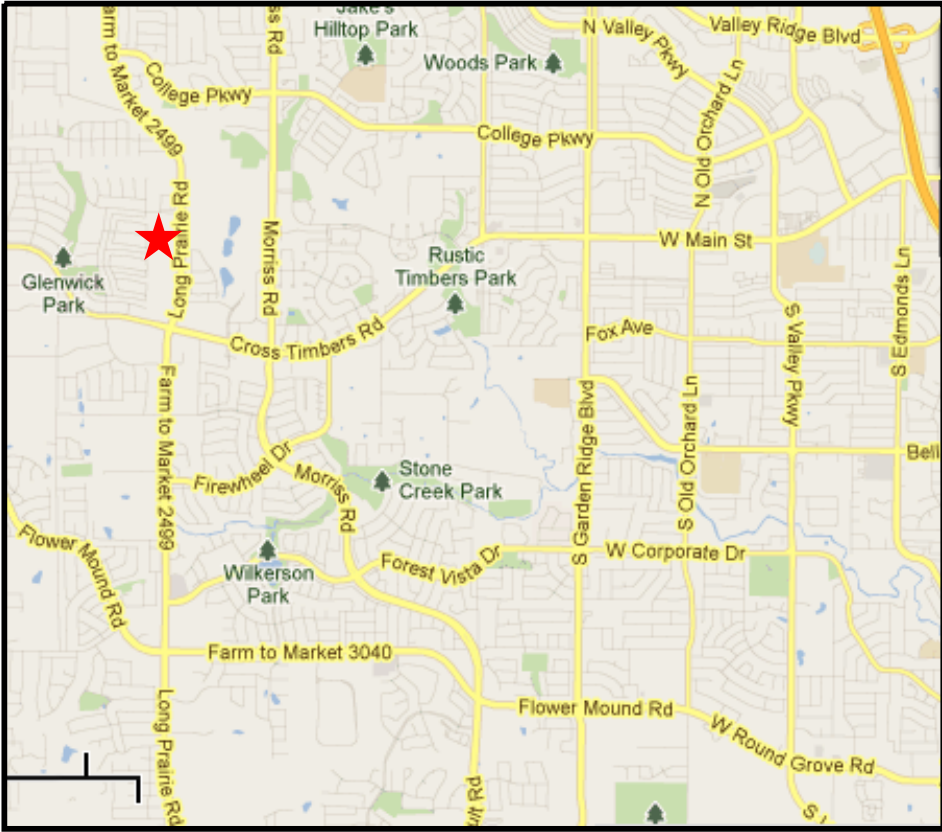 Jake's
Hilltop Park
Woods Park
N Valley Pkwy
Valley Ridge Blvd
Farm to Market 2499
College Pkwy
College Pkwy
N Old Orchard Ln
Long Prairie Rd
Morriss Rd
W Main St
Rustic
Timbers Park
Glenwick
Park
Cross Timbers Rd
Fox Ave
S Valley Pkwy
S Edmonds Ln
Farm to Market 2499
S Garden Ridge Blvd
S Old Orchard Ln
Bell
Firewheel Dr
Morriss Rd
Stone
Creek Park
Flower Mound Rd
Wilkerson
Park
Forest Vista Dr
W Corporate Dr
Farm to Market 3040
Flower Mound Rd
W Round Grove Rd
Long Prairie Rd